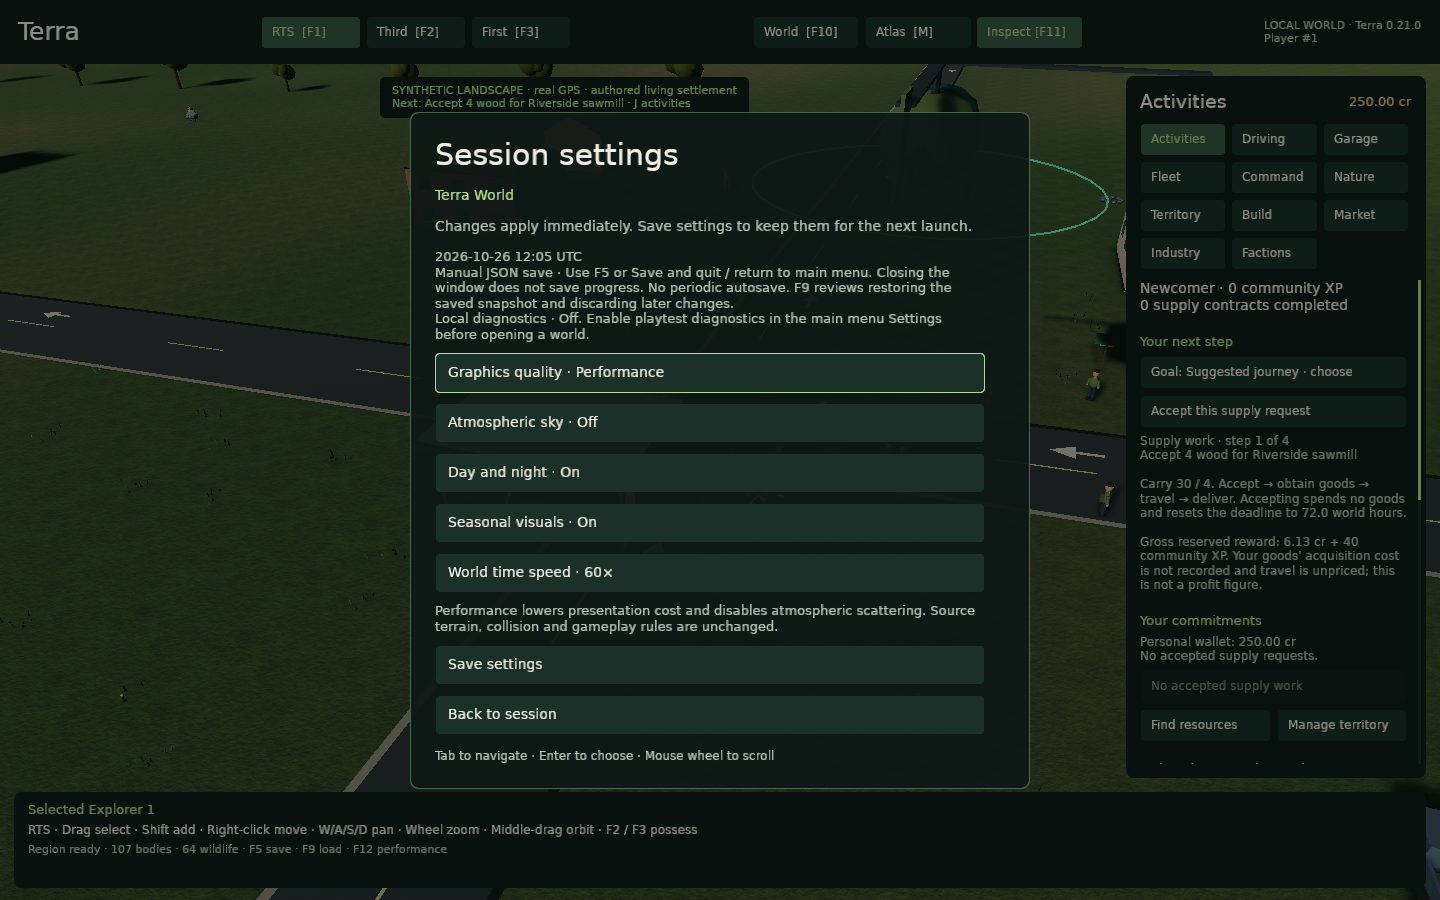 Terra
RTS [F1]
Third [F2]
First [F3]
World [F10]
Atlas [M]
Inspect [F11]
LOCAL WORLD · Terra 0.21.0
Player #1
SYNTHETIC LANDSCAPE · real GPS · authored living settlement
Next: Accept 4 wood for Riverside sawmill · J activities
Session settings
Terra World
Changes apply immediately. Save settings to keep them for the next launch.
2026-10-26 12:05 UTC
Manual JSON save · Use F5 or Save and quit / return to main menu. Closing the
window does not save progress. No periodic autosave. F9 reviews restoring the
saved snapshot and discarding later changes.
Local diagnostics · Off. Enable playtest diagnostics in the main menu Settings
before opening a world.
Graphics quality · Performance
Atmospheric sky · Off
Day and night · On
Seasonal visuals · On
World time speed · 60×
Performance lowers presentation cost and disables atmospheric scattering. Source
terrain, collision and gameplay rules are unchanged.
Save settings
Back to session
Tab to navigate · Enter to choose · Mouse wheel to scroll
Activities
250.00 cr
Activities
Driving
Garage
Fleet
Command
Nature
Territory
Build
Market
Industry
Factions
Newcomer · 0 community XP
0 supply contracts completed
Your next step
Goal: Suggested journey · choose
Accept this supply request
Supply work · step 1 of 4
Accept 4 wood for Riverside sawmill
Carry 30 / 4. Accept → obtain goods →
travel → deliver. Accepting spends no goods
and resets the deadline to 72.0 world hours.
Gross reserved reward: 6.13 cr + 40
community XP. Your goods' acquisition cost
is not recorded and travel is unpriced; this
is not a profit figure.
Your commitments
Personal wallet: 250.00 cr
No accepted supply requests.
No accepted supply work
Find resources
Manage territory
Selected Explorer 1
RTS · Drag select · Shift add · Right-click move · W/A/S/D pan · Wheel zoom · Middle-drag orbit · F2 / F3 possess
Region ready · 107 bodies · 64 wildlife · F5 save · F9 load · F12 performance